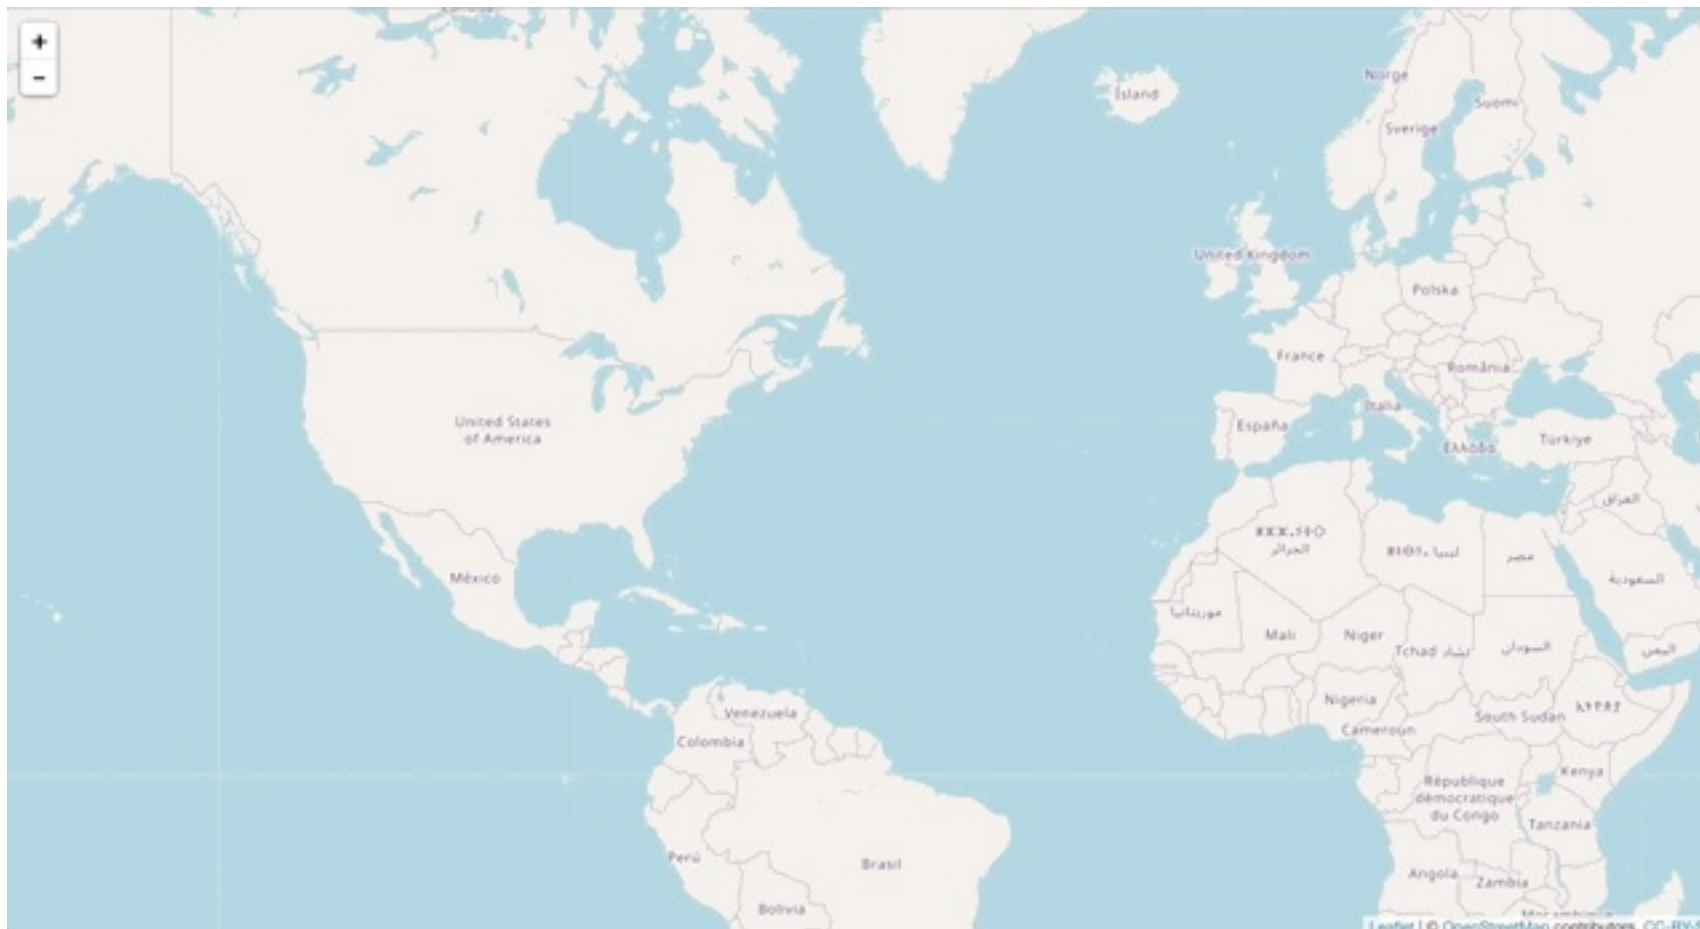 +
-
Norge
Ísland
Suomi
Sverige
United Kingdom
Polska
France
România
United States
of America
Italia
España
Ελλάδα
Türkiye
العراق
الجزائر
ليبيا
مصر
México
السعودية
موريتانيا
Mali
Niger
Tchad تشاد
السودان
اليمن
Nigeria
Venezuela
South Sudan
Cameroun
Colombia
Kenya
République
démocratique
du Congo
Tanzania
Perú
Brasil
Angola
Zambia
Bolivia
Leaflet | © OpenStreetMap contributors, CC-BY-S